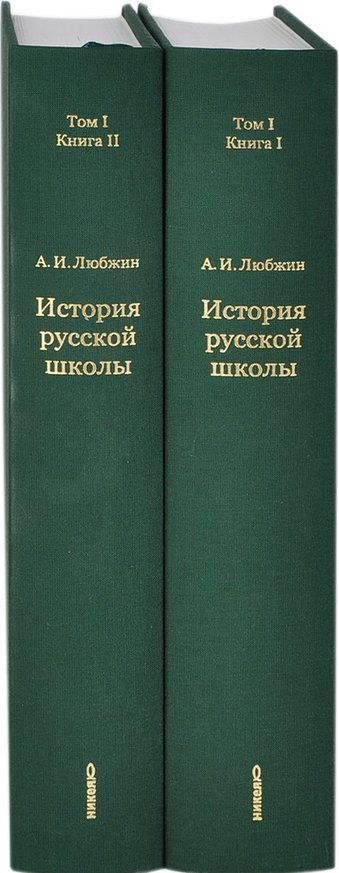 Том I
Книга II
А. И. Любжин
История
русской
школы
никея
Том I
Книга I
А. И. Любжин
История
русской
школы
никея